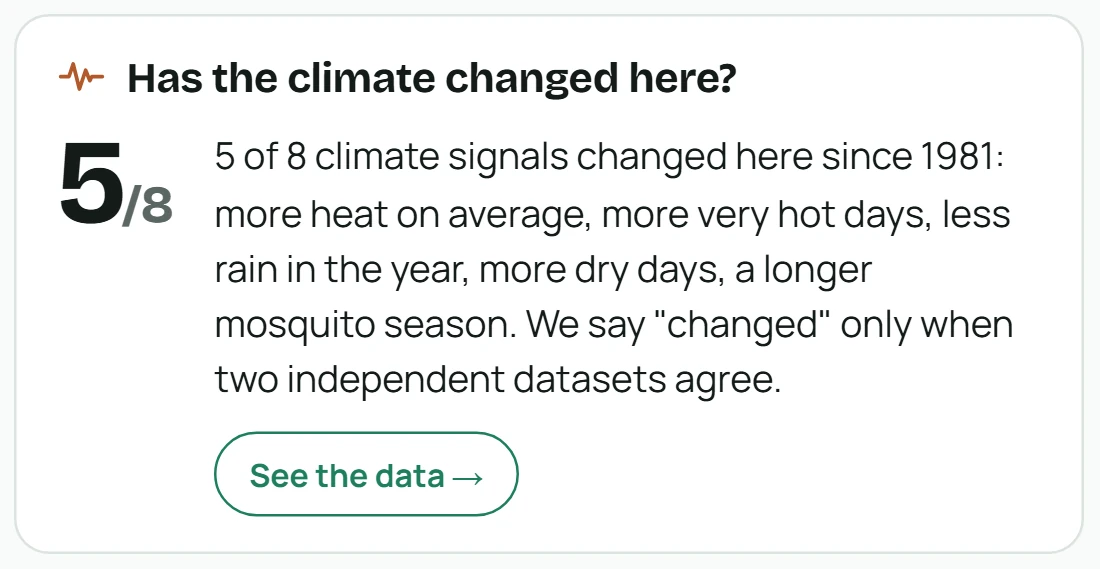 Has the climate changed here?
5/8
5 of 8 climate signals changed here since 1981:
more heat on average, more very hot days, less
rain in the year, more dry days, a longer
mosquito season. We say "changed" only when
two independent datasets agree.
See the data →